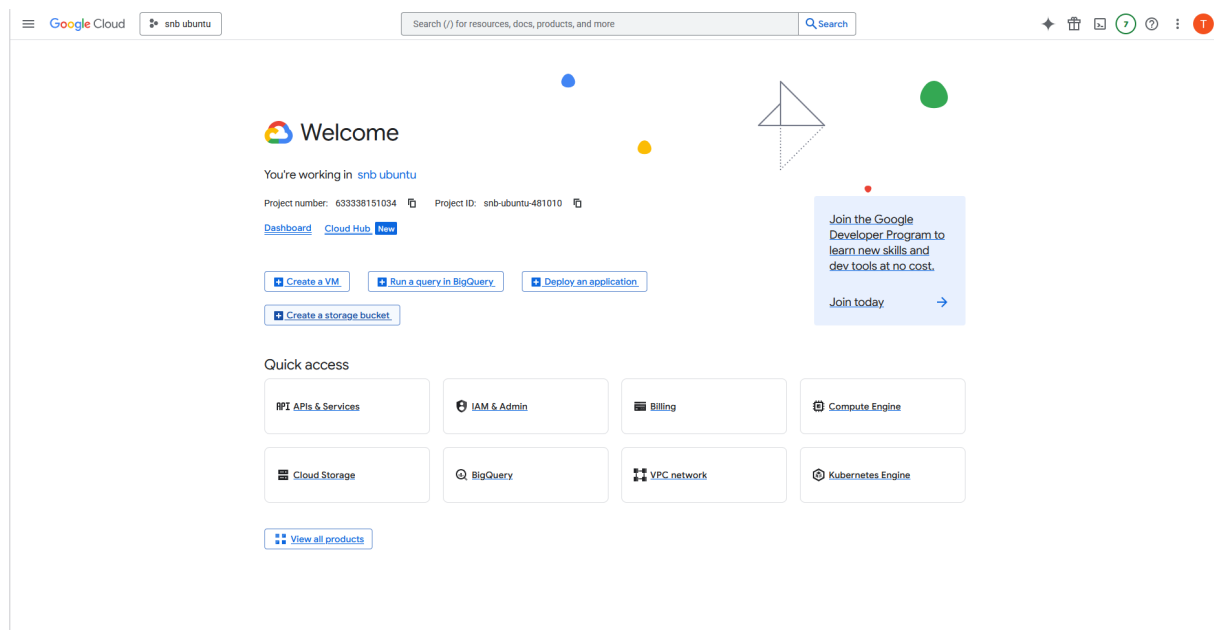 Google Cloud
snb ubuntu
Search (/) for resources, docs, products, and more
Search
7
T
Welcome
You're working in snb ubuntu
Project number: 633338151034 Project ID: snb-ubuntu-481010
Dashboard Cloud Hub New
Create a VM Run a query in BigQuery Deploy an application
Create a storage bucket
Join the Google
Developer Program to
learn new skills and
dev tools at no cost.
Join today
Quick access
API APIs & Services
IAM & Admin
Billing
Compute Engine
Cloud Storage
BigQuery
VPC network
Kubernetes Engine
View all products